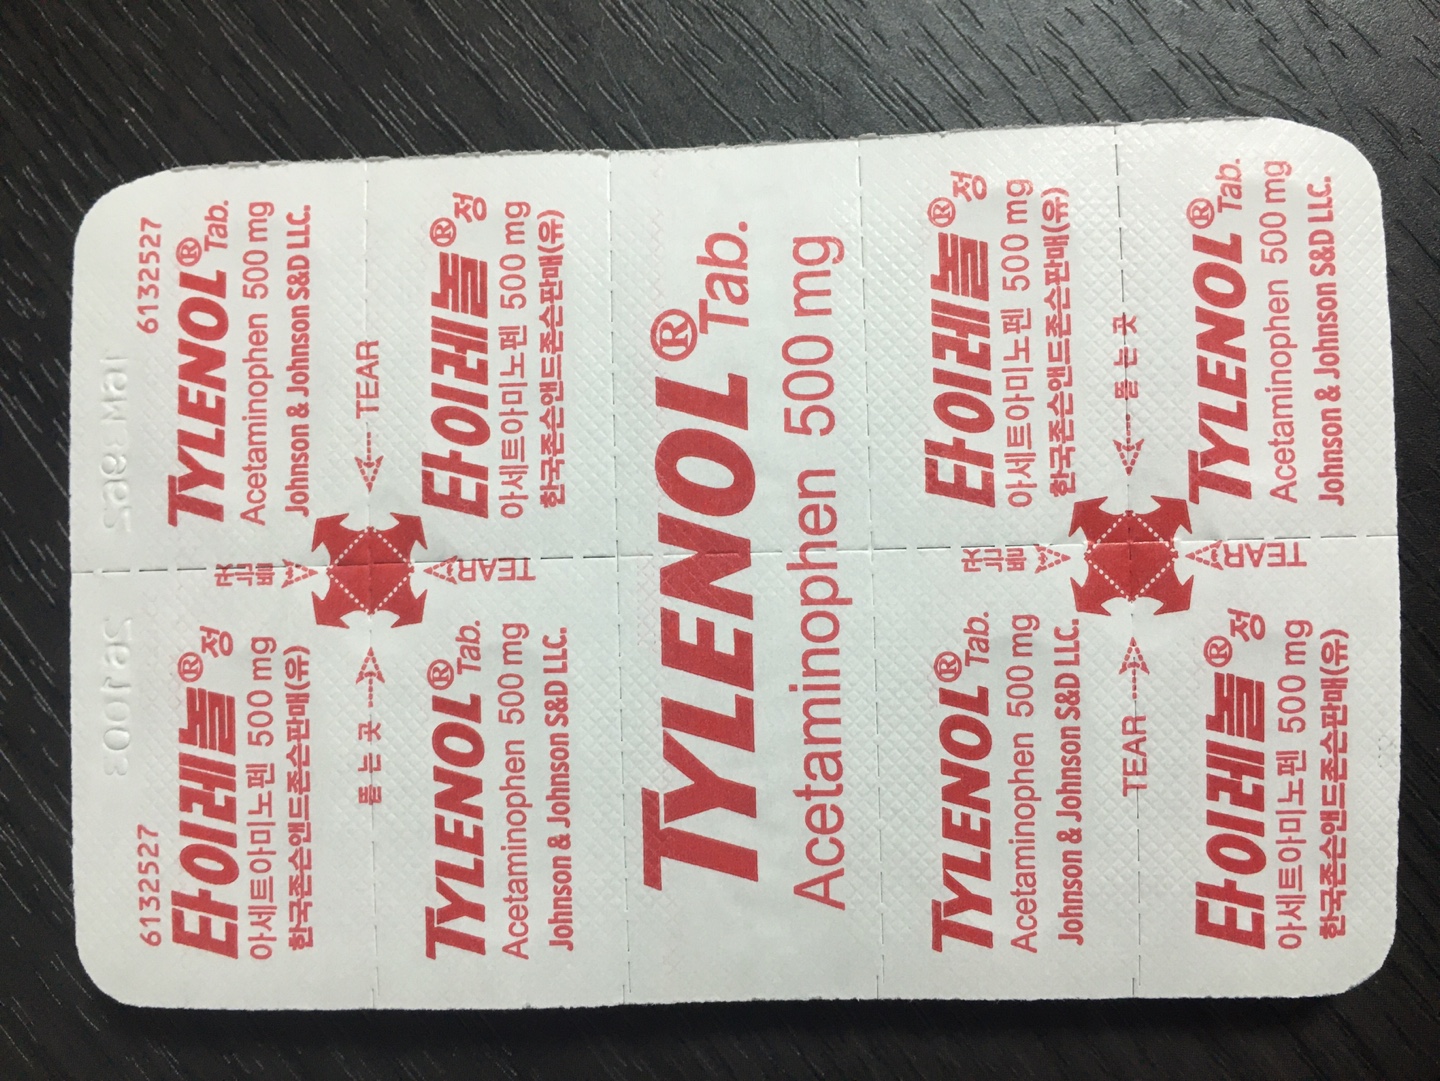 6132527
타이레놀®정
아세트아미노펜 500 mg
한국존슨앤드존슨판매(유)
6132527
TYLENOL® Tab.
Acetaminophen 500 mg
Johnson & Johnson S&D LLC.
뜯는곳
뜯는곳
TEAR
TEAR
TYLENOL® Tab.
Acetaminophen 500 mg
Johnson & Johnson S&D LLC.
타이레놀®정
아세트아미노펜 500 mg
한국존슨앤드존슨판매(유)
TYLENOL® Tab.
Acetaminophen 500 mg
TYLENOL® Tab.
Acetaminophen 500 mg
Johnson & Johnson S&D LLC.
타이레놀®정
아세트아미노펜 500 mg
한국존슨앤드존슨판매(유)
뜯는곳
TEAR
뜯는곳
TEAR
타이레놀®정
아세트아미노펜 500 mg
한국존슨앤드존슨판매(유)
TYLENOL® Tab.
Acetaminophen 500 mg
Johnson & Johnson S&D LLC.